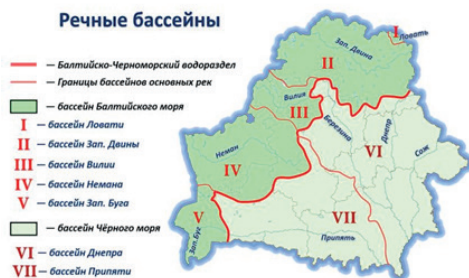 Речные бассейны
— Балтийско-Черноморский водораздел
— Границы бассейнов основных рек
— бассейн Балтийского моря
I — бассейн Ловати
II — бассейн Зап. Двины
III — бассейн Вилии
IV — бассейн Немана
V — бассейн Зап. Буга
— бассейн Чёрного моря
VI — бассейн Днепра
VII — бассейн Припяти
I
Ловать
Зап. Двина
II
Вилия
III
Березина
Днепр
VI
Сож
Неман
IV
V
Зап. Буг
VII
Припять